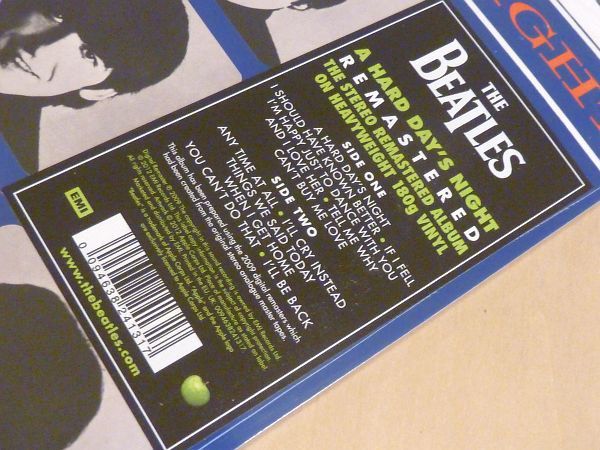 IGHT
THE
BEATLES
A HARD DAY'S NIGHT
REMASTERED
THE STEREO REMASTERED ALBUM
ON HEAVYWEIGHT 180g VINYL
SIDE ONE
A HARD DAY'S NIGHT
I SHOULD HAVE KNOWN BETTER • IF I FELL
I'M HAPPY JUST TO DANCE WITH YOU
AND I LOVE HER • TELL ME WHY
CAN'T BUY ME LOVE
SIDE TWO
ANY TIME AT ALL • I'LL CRY INSTEAD
THINGS WE SAID TODAY
WHEN I GET HOME
YOU CAN'T DO THAT • I'LL BE BACK
This album has been prepared using the 2009 digital remasters which
had been created from the original stereo analogue master tapes.
EMI
0094638241317
www.thebeatles.com